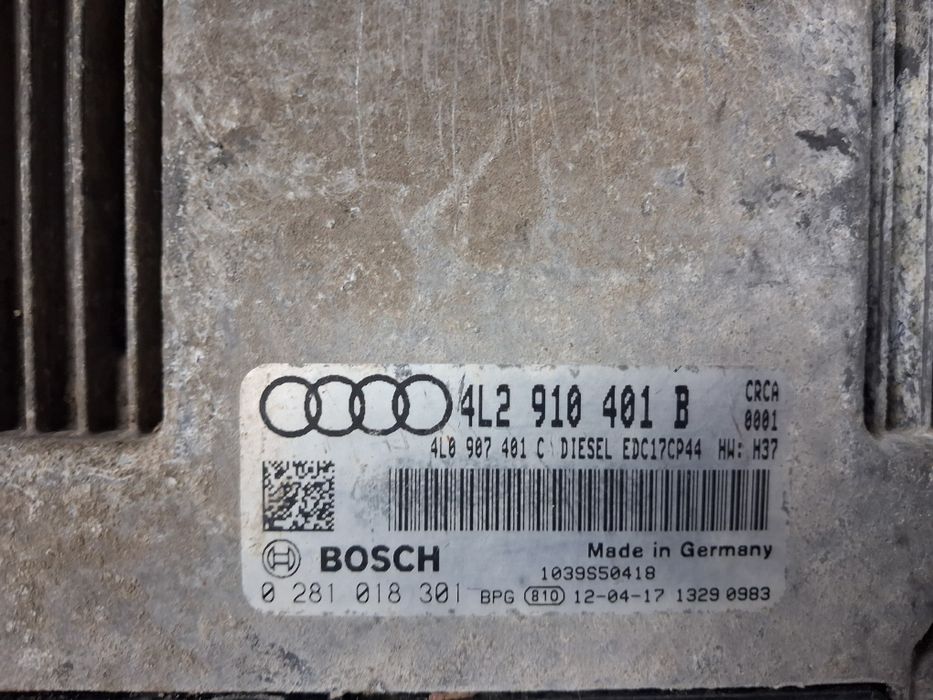 4L2 910 401 B CRCA
0001
4L0 907 401 C DIESEL EDC17CP44 HW: H37
BOSCH Made in Germany
1039S50418
0 281 018 301 BPG 810 12-04-17 1329 0983